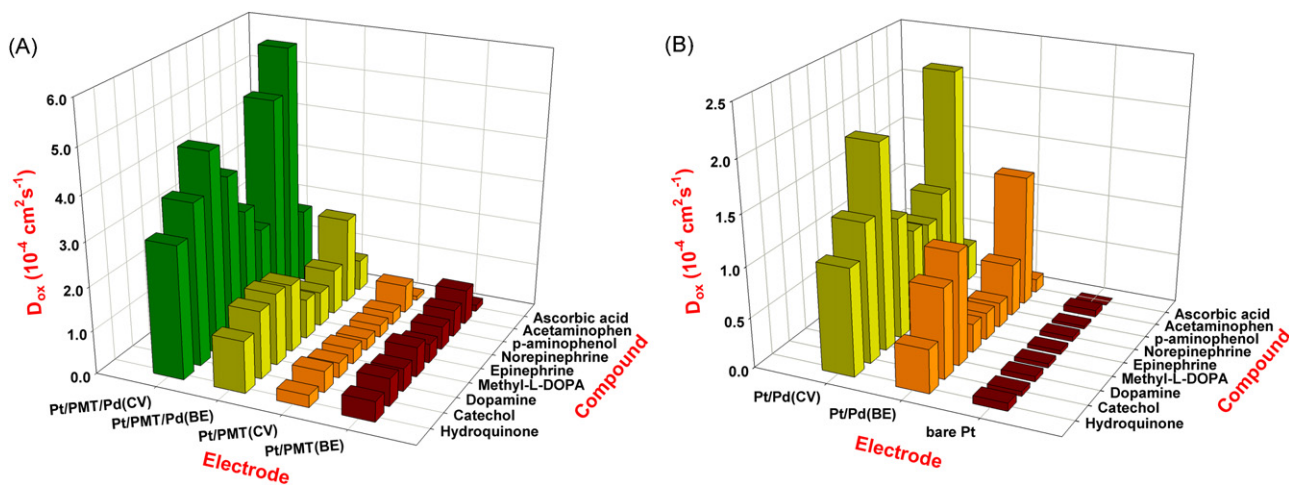 (A)
6.0
5.0
4.0
3.0
2.0
1.0
0.0
Dox (10-4 cm2s-1)
Pt/PMT/Pd(CV)
Pt/PMT/Pd(BE)
Pt/PMT(CV)
Pt/PMT(BE)
Electrode
Ascorbic acid
Acetaminophen
p-aminophenol
Norepinephrine
Epinephrine
Methyl-L-DOPA
Dopamine
Catechol
Hydroquinone
Compound
(B)
2.5
2.0
1.5
1.0
0.5
0.0
Dox (10-4 cm2s-1)
Pt/Pd(CV)
Pt/Pd(BE)
bare Pt
Electrode
Ascorbic acid
Acetaminophen
p-aminophenol
Norepinephrine
Epinephrine
Methyl-L-DOPA
Dopamine
Catechol
Hydroquinone
Compound